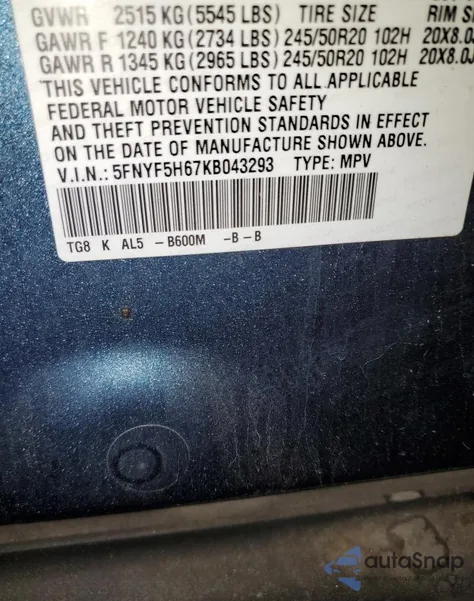 GVWR 2515 KG (5545 LBS) TIRE SIZE RIM S
GAWR F 1240 KG (2734 LBS) 245/50R20 102H 20X8.0J
GAWR R 1345 KG (2965 LBS) 245/50R20 102H 20X8.0J
THIS VEHICLE CONFORMS TO ALL APPLICABLE
FEDERAL MOTOR VEHICLE SAFETY
AND THEFT PREVENTION STANDARDS IN EFFECT
ON THE DATE OF MANUFACTURE SHOWN ABOVE.
V.I.N.: 5FNYF5H67KB043293 TYPE: MPV
TG8 K AL5 -B600M -B-B
autoSnap